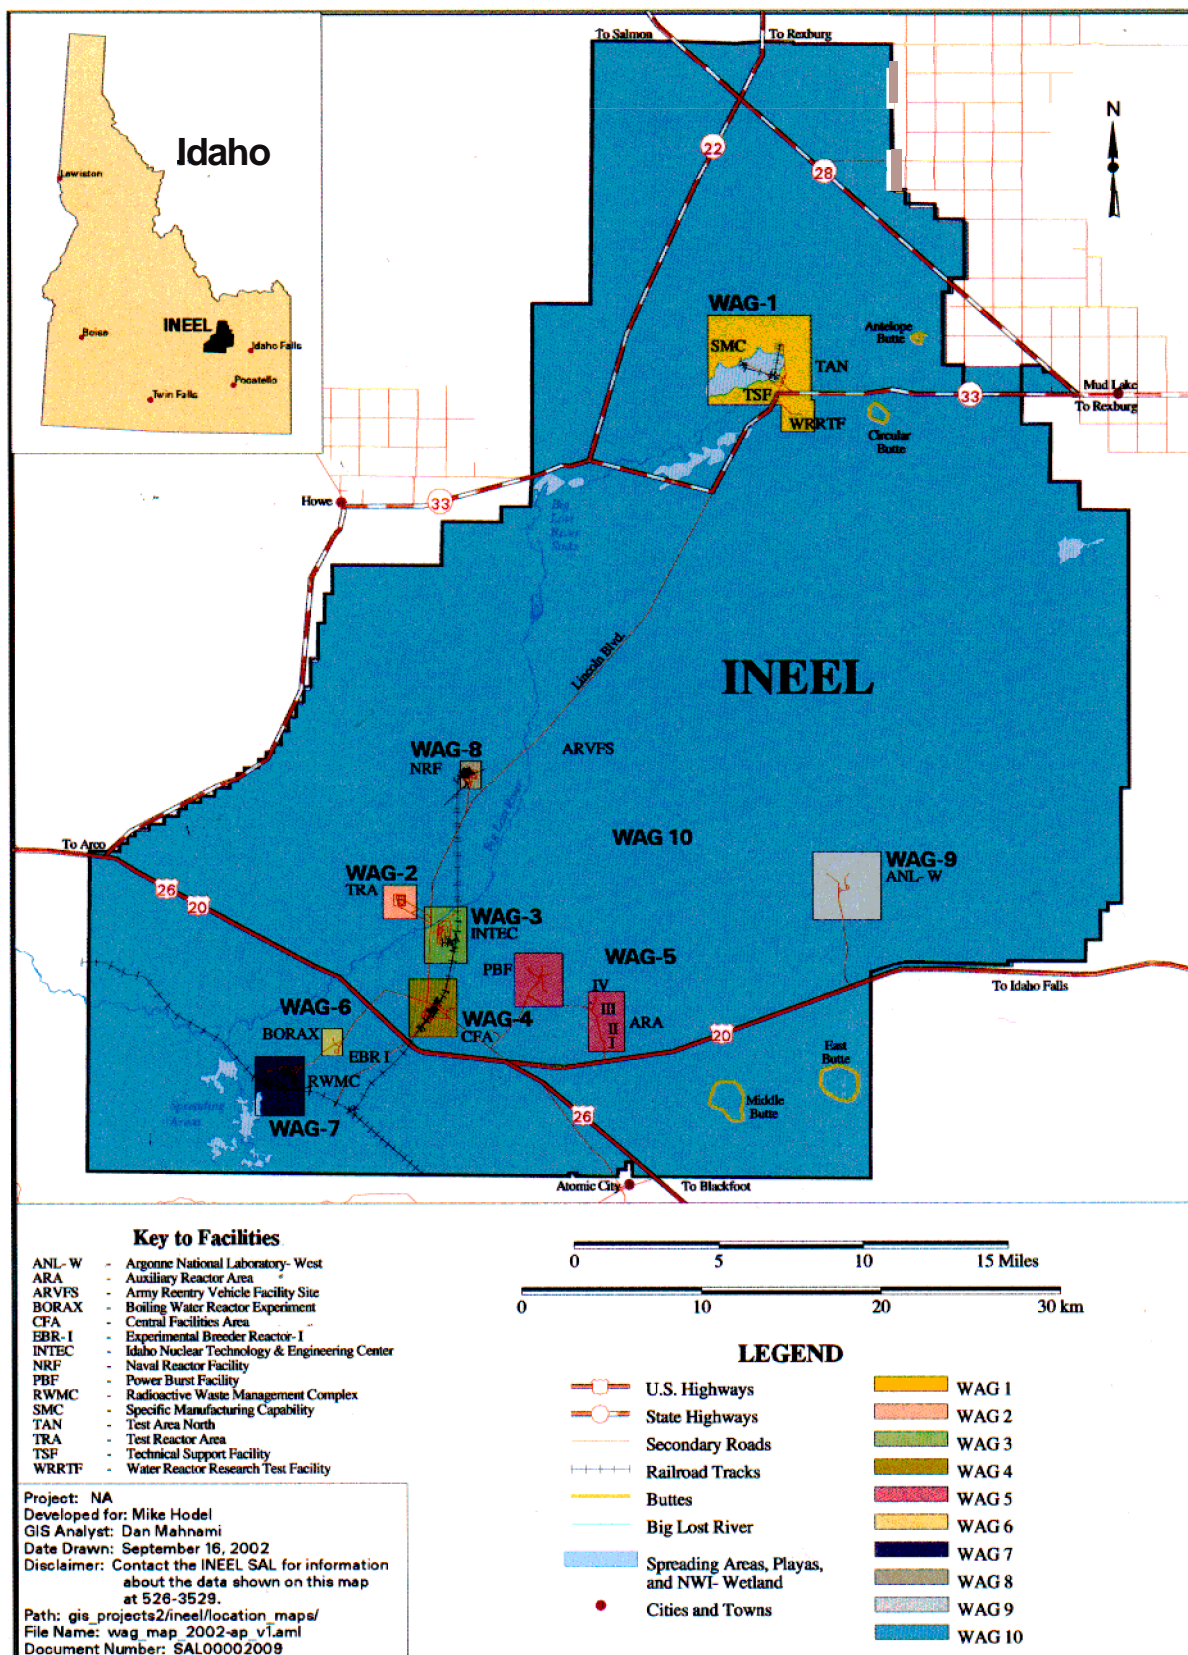 To Salmon
To Rexburg
Idaho
N
Lewiston
22
28
INEEL
Boise
Idaho Falls
Pocatello
Twin Falls
WAG-1
SMC
TAN
TSF
WRRTF
Antelope
Butte
Mud Lake
33
To Rexburg
Circular
Butte
Howe
33
Big
Lost
River
Sinks
Lincoln Blvd.
INEEL
WAG-8
NRF
ARVFS
Big Lost River
WAG 10
To Arco
26
20
WAG-2
TRA
WAG-3
INTEC
WAG-9
ANL- W
PBF
WAG-5
IV
III
II
I
ARA
To Idaho Falls
WAG-6
BORAX
WAG-4
CFA
EBR I
RWMC
20
East
Butte
Middle
Butte
Spreading
Areas
WAG-7
26
Atomic City
To Blackfoot
Key to Facilities
ANL- W - Argonne National Laboratory- West
ARA - Auxiliary Reactor Area
ARVFS - Army Reentry Vehicle Facility Site
BORAX - Boiling Water Reactor Experiment
CFA - Central Facilities Area
EBR- I - Experimental Breeder Reactor- I
INTEC - Idaho Nuclear Technology & Engineering Center
NRF - Naval Reactor Facility
PBF - Power Burst Facility
RWMC - Radioactive Waste Management Complex
SMC - Specific Manufacturing Capability
TAN - Test Area North
TRA - Test Reactor Area
TSF - Technical Support Facility
WRRTF - Water Reactor Research Test Facility
0 5 10 15 Miles
0 10 20 30 km
LEGEND
U.S. Highways
State Highways
Secondary Roads
Railroad Tracks
Buttes
Big Lost River
Spreading Areas, Playas,
and NWI- Wetland
Cities and Towns
WAG 1
WAG 2
WAG 3
WAG 4
WAG 5
WAG 6
WAG 7
WAG 8
WAG 9
WAG 10
Project: NA
Developed for: Mike Hodel
GIS Analyst: Dan Mahnami
Date Drawn: September 16, 2002
Disclaimer: Contact the INEEL SAL for information
about the data shown on this map
at 526-3529.
Path: gis_projects2/ineel/location_maps/
File Name: wag_map_2002-ap_v1.aml
Document Number: SAL00002009